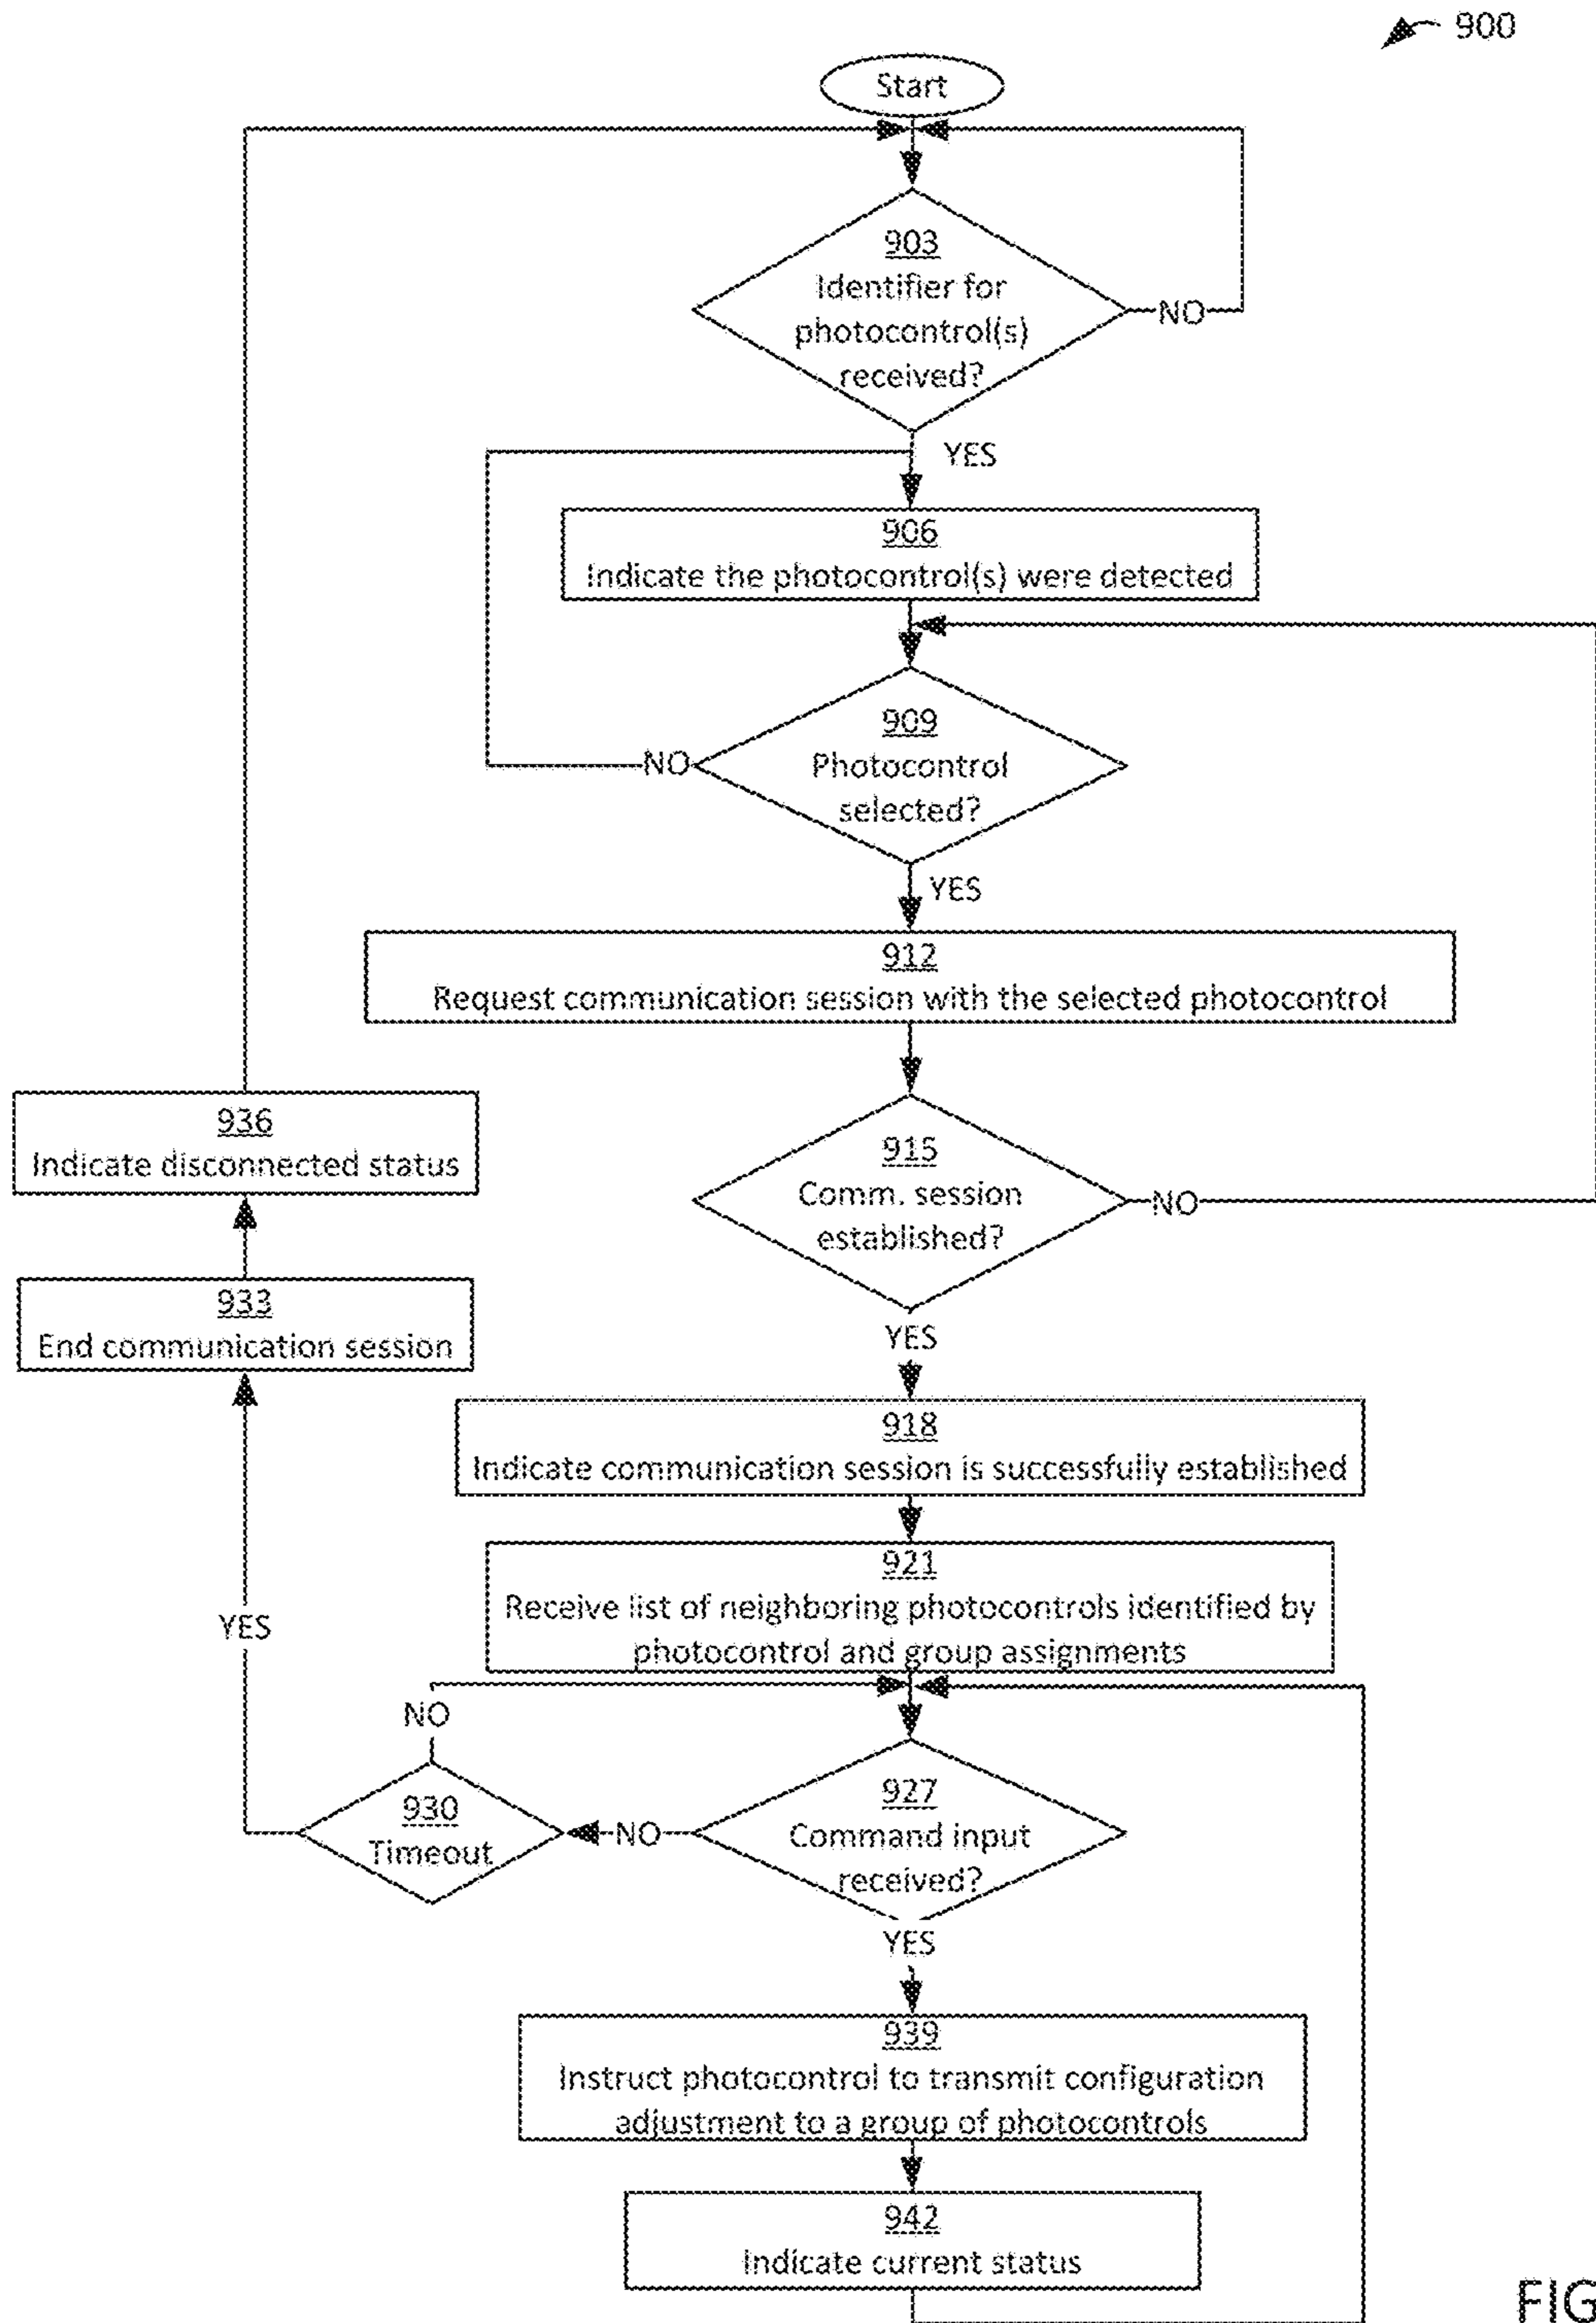 900
Start
903
Identifier for
photocontrol(s)
received?
NO
YES
906
Indicate the photocontrol(s) were detected
909
Photocontrol
selected?
NO
YES
912
Request communication session with the selected photocontrol
936
Indicate disconnected status
915
Comm. session
established?
NO
933
End communication session
YES
918
Indicate communication session is successfully established
921
Receive list of neighboring photocontrols identified by
photocontrol and group assignments
YES
NO
930
Timeout
NO
927
Command input
received?
YES
939
Instruct photocontrol to transmit configuration
adjustment to a group of photocontrols
942
Indicate current status
FIG